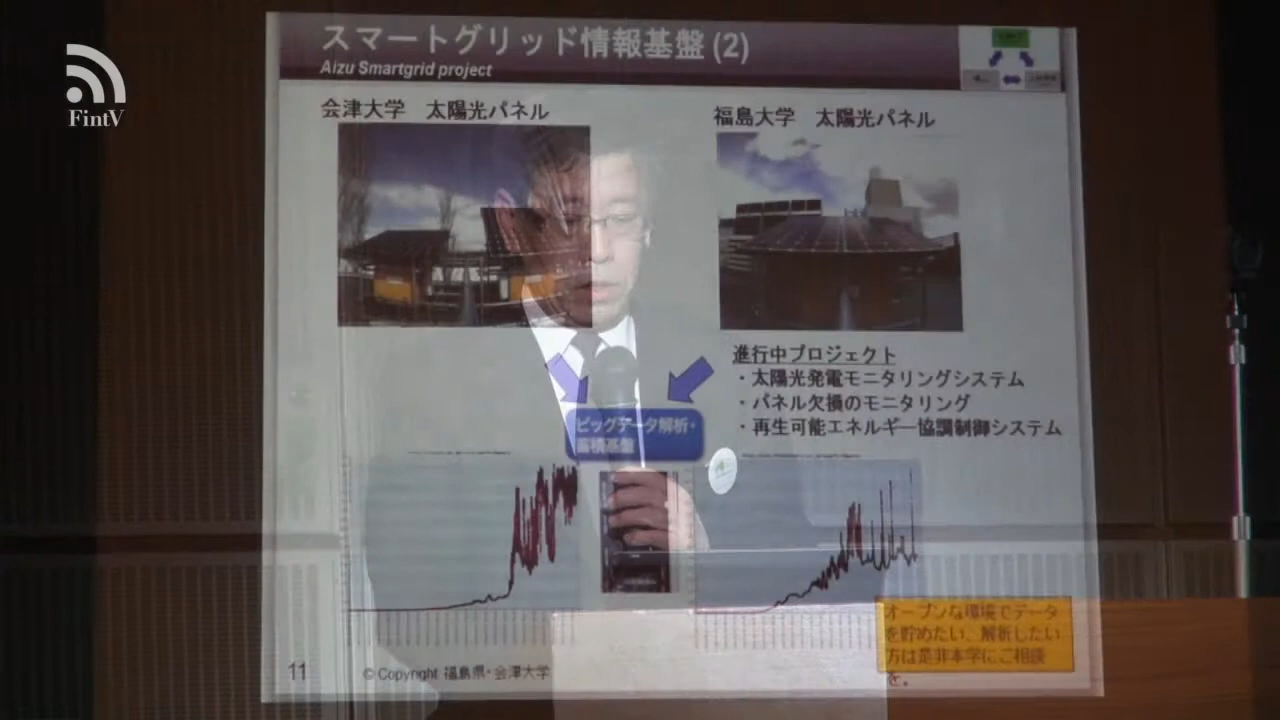 スマートグリッド情報基盤 (2)
Aizu Smartgrid project
FintV
会津大学　太陽光パネル
福島大学　太陽光パネル
進行中プロジェクト
・太陽光発電モニタリングシステム
・パネル欠損のモニタリング
・再生可能エネルギー協調制御システム
ビッグデータ解析・
蓄積基盤
オープンな環境でデータ
を貯めたい、解析したい
方は是非本学にご相談
を。
11
© Copyright 福島県・会津大学